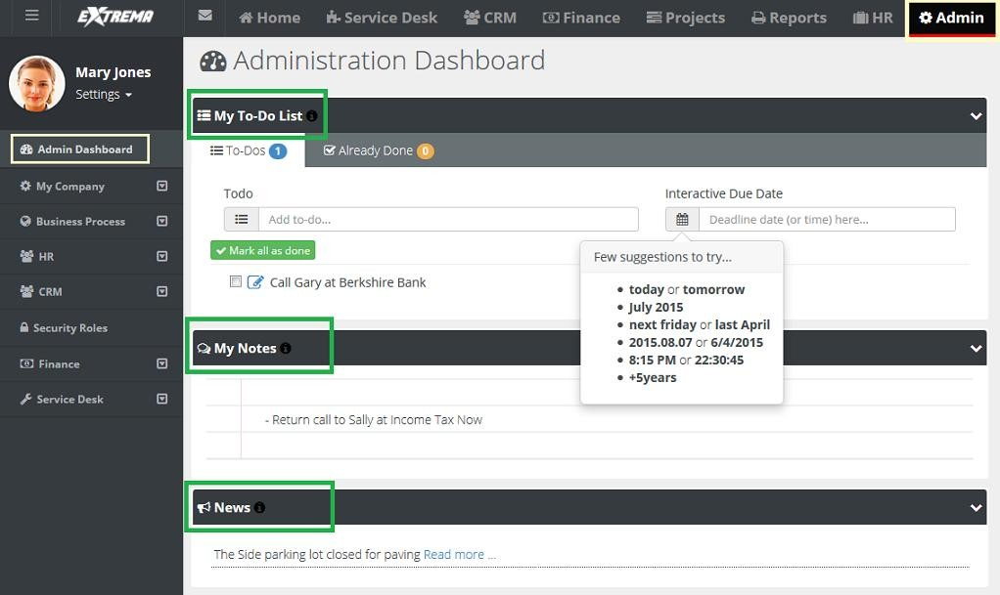 EXTREMA
Home
Service Desk
CRM
Finance
Projects
Reports
HR
Admin
Mary Jones
Settings
Admin Dashboard
My Company
Business Process
HR
CRM
Security Roles
Finance
Service Desk
Administration Dashboard
My To-Do List
To-Dos 1
Already Done 0
Todo
Interactive Due Date
Add to-do...
Deadline date (or time) here...
Mark all as done
Call Gary at Berkshire Bank
Few suggestions to try...
today or tomorrow
July 2015
next friday or last April
2015.08.07 or 6/4/2015
8:15 PM or 22:30:45
+5years
My Notes
- Return call to Sally at Income Tax Now
News
The Side parking lot closed for paving Read more ...